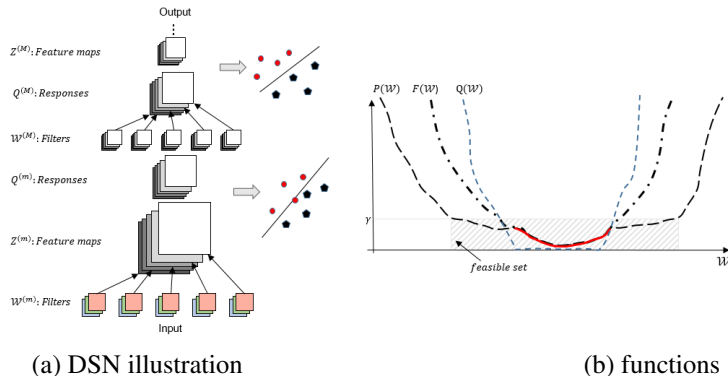 Output
Z^(M): Feature maps
Q^(M): Responses
W^(M): Filters
Q^(m): Responses
Z^(m): Feature maps
W^(m): Filters
Input
(a) DSN illustration
P(W) F(W) Q(W)
γ
feasible set
W
(b) functions